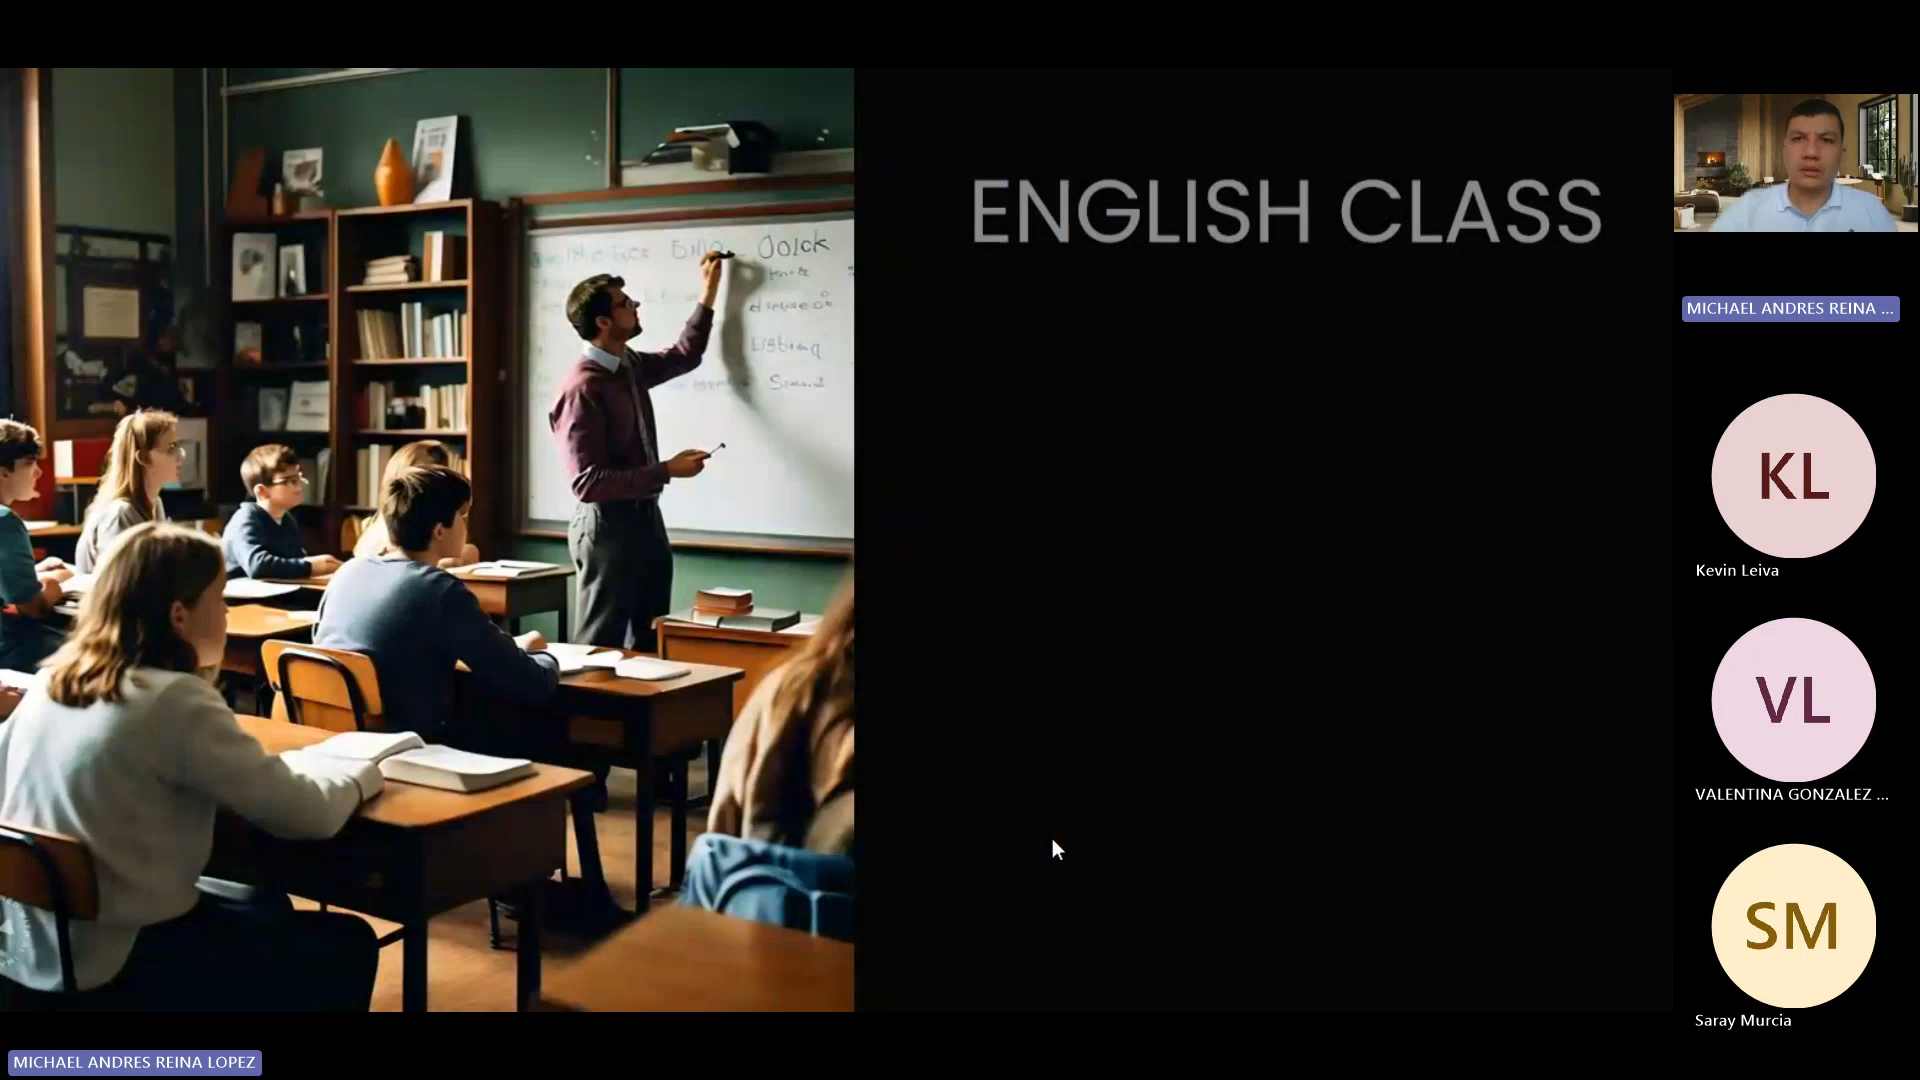 ENGLISH CLASS
MICHAEL ANDRES REINA ...
KL
Kevin Leiva
VL
VALENTINA GONZALEZ ...
SM
Saray Murcia
MICHAEL ANDRES REINA LOPEZ